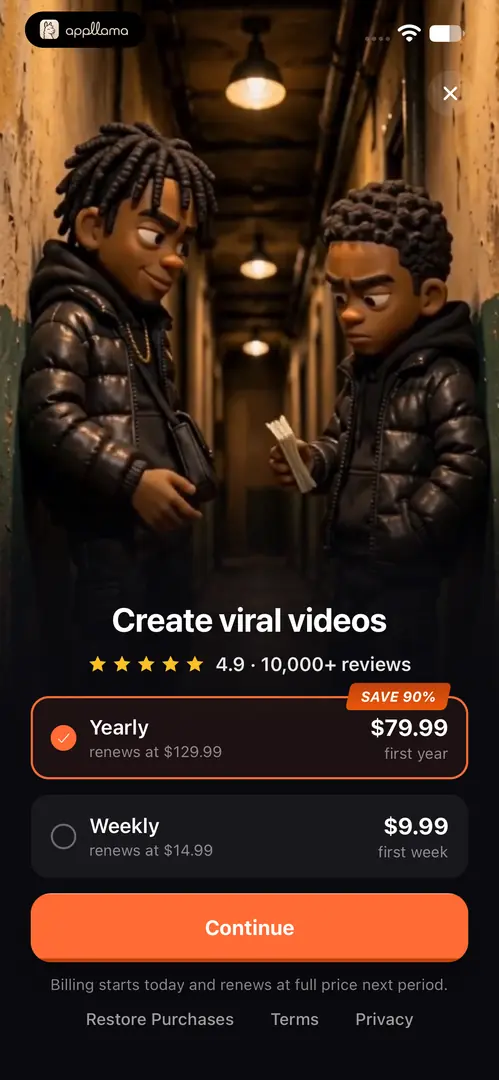 appllama
Create viral videos
4.9 · 10,000+ reviews
SAVE 90%
Yearly
$79.99
renews at $129.99
first year
Weekly
$9.99
renews at $14.99
first week
Continue
Billing starts today and renews at full price next period.
Restore Purchases
Terms
Privacy